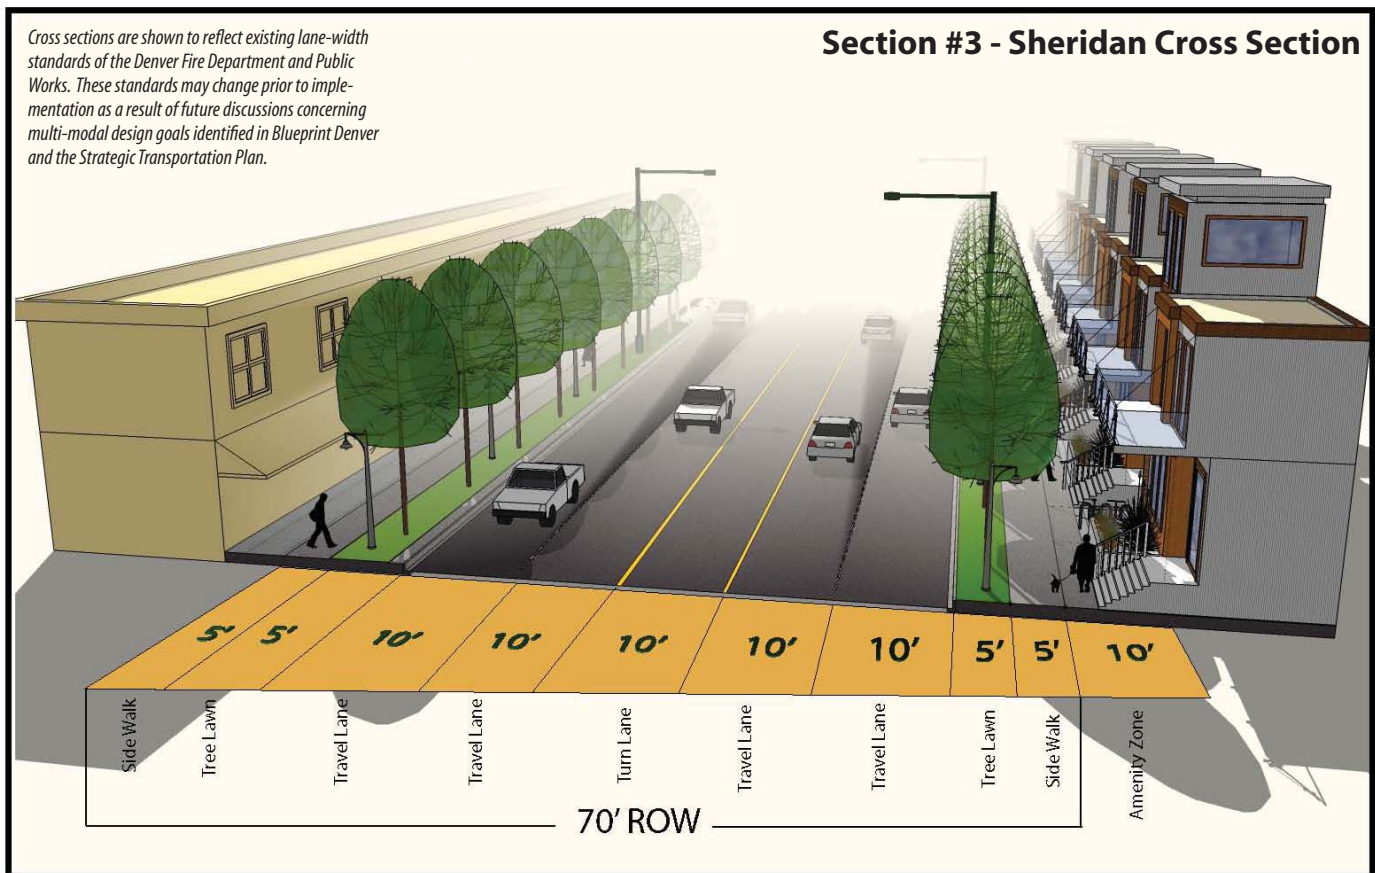 Cross sections are shown to reflect existing lane-width
standards of the Denver Fire Department and Public
Works. These standards may change prior to imple-
mentation as a result of future discussions concerning
multi-modal design goals identified in Blueprint Denver
and the Strategic Transportation Plan.
Section #3 - Sheridan Cross Section
5' 5' 10' 10' 10' 10' 10' 5' 5' 10'
Side Walk
Tree Lawn
Travel Lane
Travel Lane
Turn Lane
Travel Lane
Travel Lane
Tree Lawn
Side Walk
Amenity Zone
70' ROW